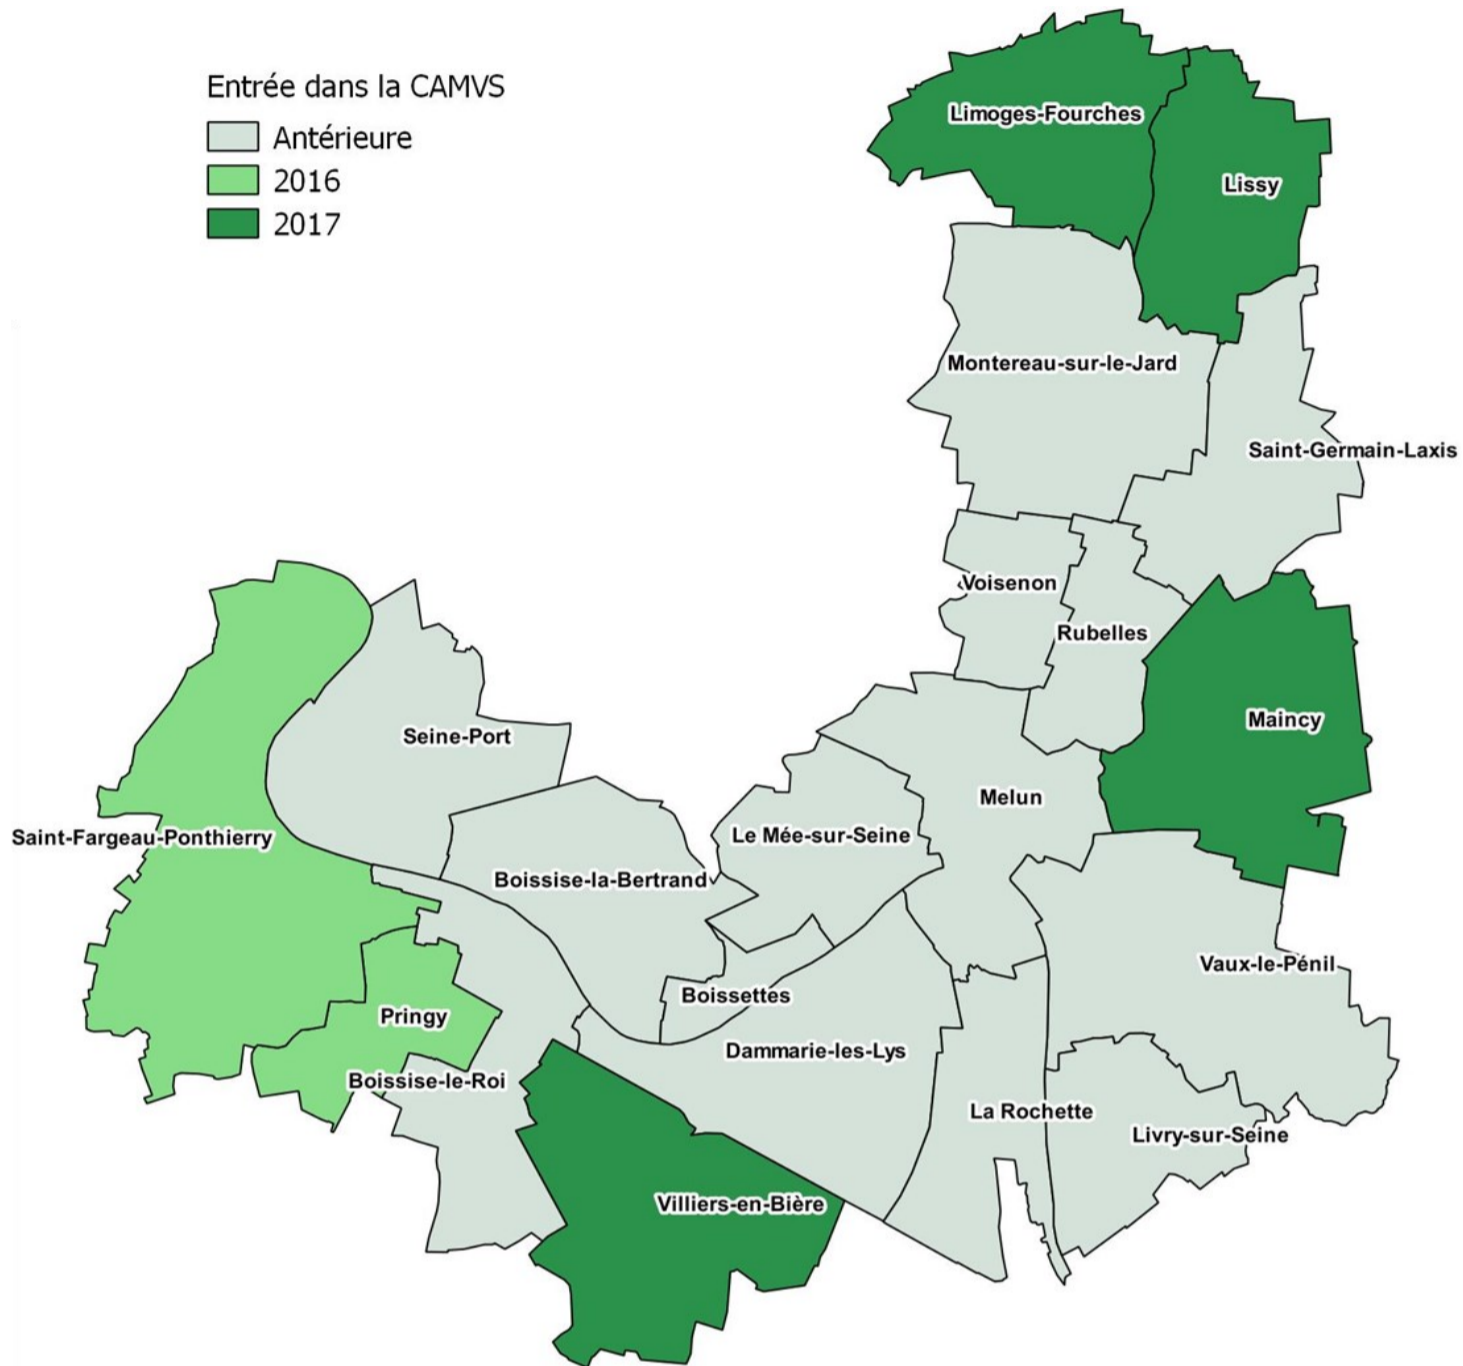 Entrée dans la CAMVS
Antérieure
2016
2017
Limoges-Fourches
Lissy
Montereau-sur-le-Jard
Saint-Germain-Laxis
Voisenon
Rubelles
Maincy
Seine-Port
Melun
Saint-Fargeau-Ponthierry
Le Mée-sur-Seine
Boissise-la-Bertrand
Vaux-le-Pénil
Boissettes
Pringy
Dammarie-les-Lys
Boissise-le-Roi
La Rochette
Livry-sur-Seine
Villiers-en-Bière